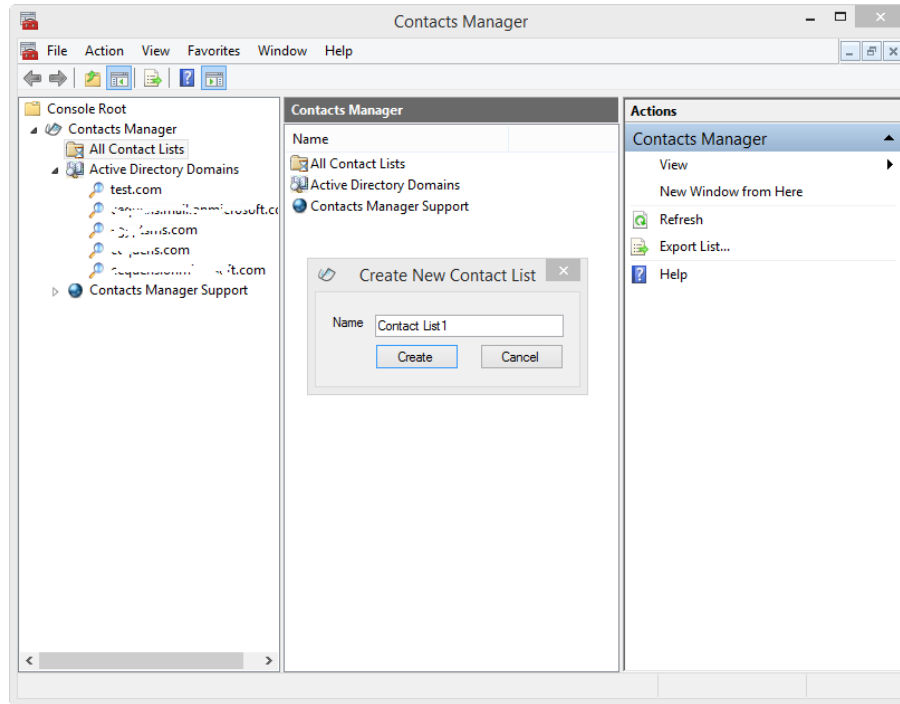 Contacts Manager
File Action View Favorites Window Help
Console Root
Contacts Manager
All Contact Lists
Active Directory Domains
test.com
Contacts Manager Support
Contacts Manager
Name
All Contact Lists
Active Directory Domains
Contacts Manager Support
Create New Contact List
Name Contact List1
Create Cancel
Actions
Contacts Manager
View
New Window from Here
Refresh
Export List...
Help